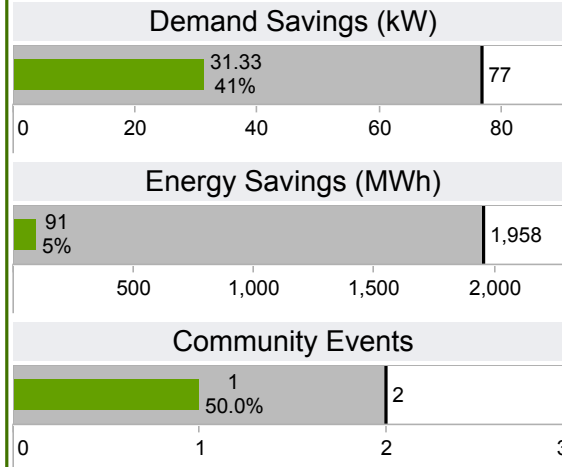 Demand Savings (kW)
31.33
41%
77
0 20 40 60 80
Energy Savings (MWh)
91
5%
1,958
500 1,000 1,500 2,000
Community Events
1
50.0%
2
0 1 2 3